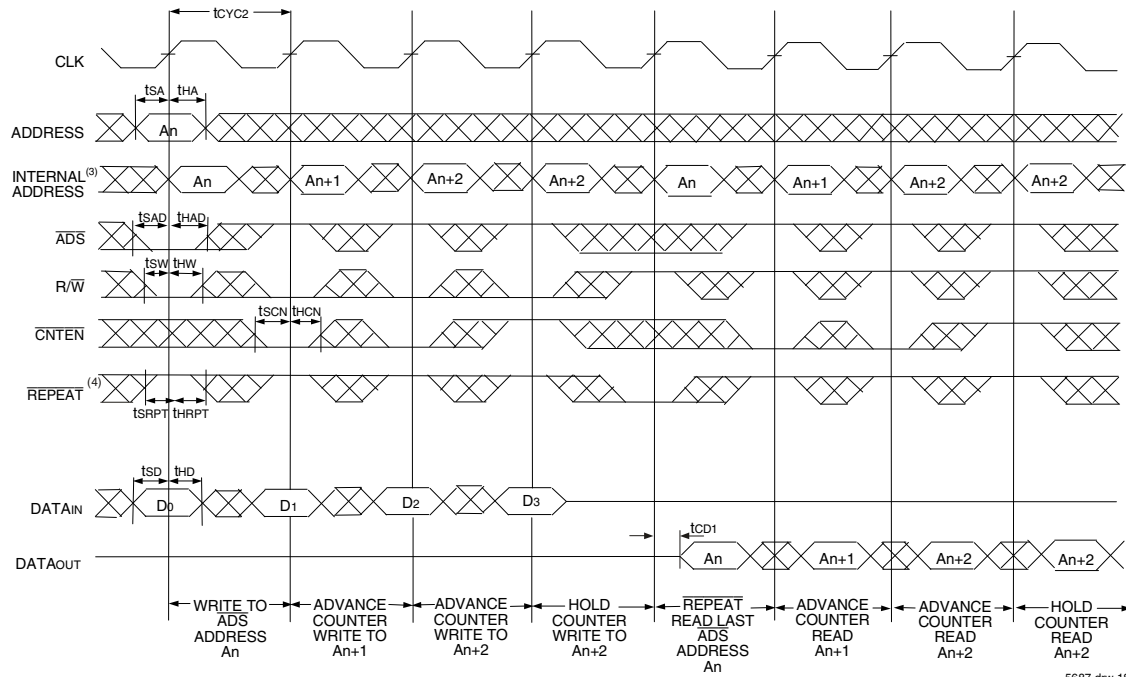 tCYC2
CLK
tSA tHA
ADDRESS An
INTERNAL(3)
ADDRESS An An+1 An+2 An+2 An An+1 An+2 An+2
tSAD tHAD
ADS
tSW tHW
R/W
tSCN tHCN
CNTEN
REPEAT (4)
tSRPT tHRPT
tSD tHD
DATAIN D0 D1 D2 D3
tCD1
DATAOUT An An+1 An+2 An+2
WRITE TO
ADS
ADDRESS
An
ADVANCE
COUNTER
WRITE TO
An+1
ADVANCE
COUNTER
WRITE TO
An+2
HOLD
COUNTER
WRITE TO
An+2
REPEAT
READ LAST
ADS
ADDRESS
An
ADVANCE
COUNTER
READ
An+1
ADVANCE
COUNTER
READ
An+2
HOLD
COUNTER
READ
An+2